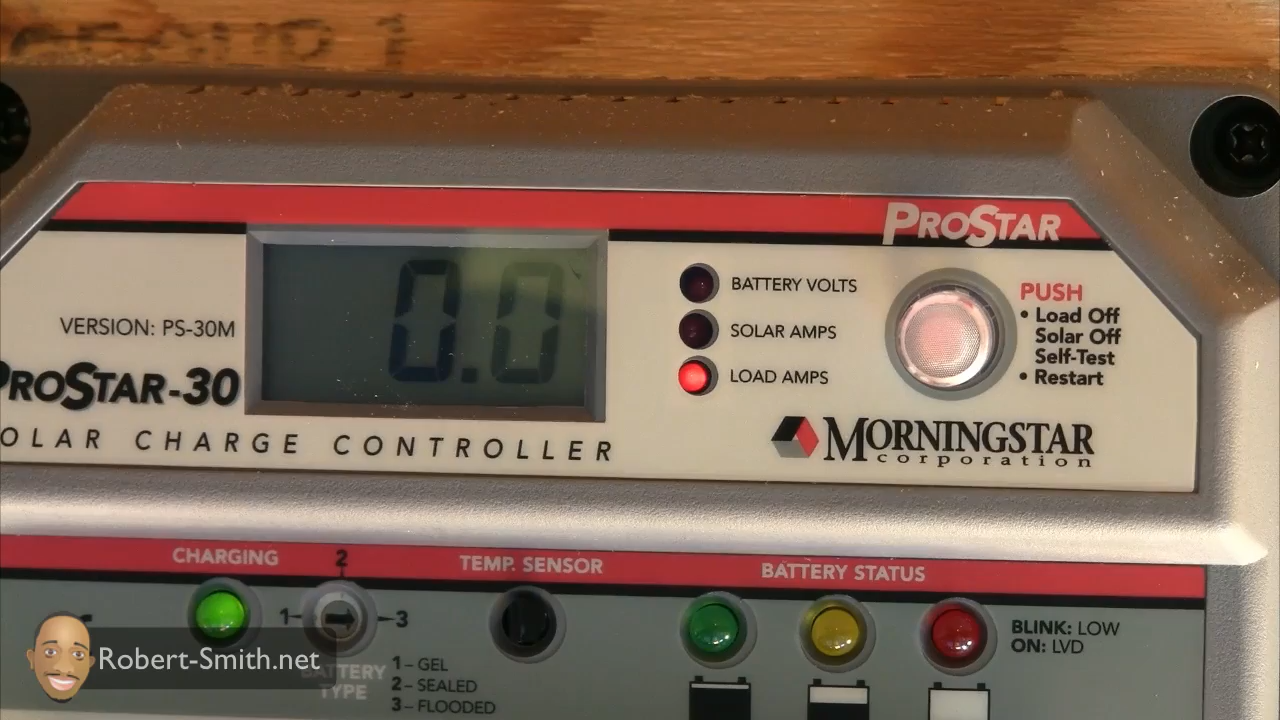 PROSTAR
0.0
BATTERY VOLTS
SOLAR AMPS
LOAD AMPS
PUSH
• Load Off
Solar Off
Self-Test
• Restart
VERSION: PS-30M
PROSTAR-30
OLAR CHARGE CONTROLLER
MORNINGSTAR
corporation
CHARGING
2
1
3
TEMP. SENSOR
BATTERY STATUS
BLINK: LOW
ON: LVD
BATTERY
TYPE
1 – GEL
2 – SEALED
3 – FLOODED
Robert-Smith.net